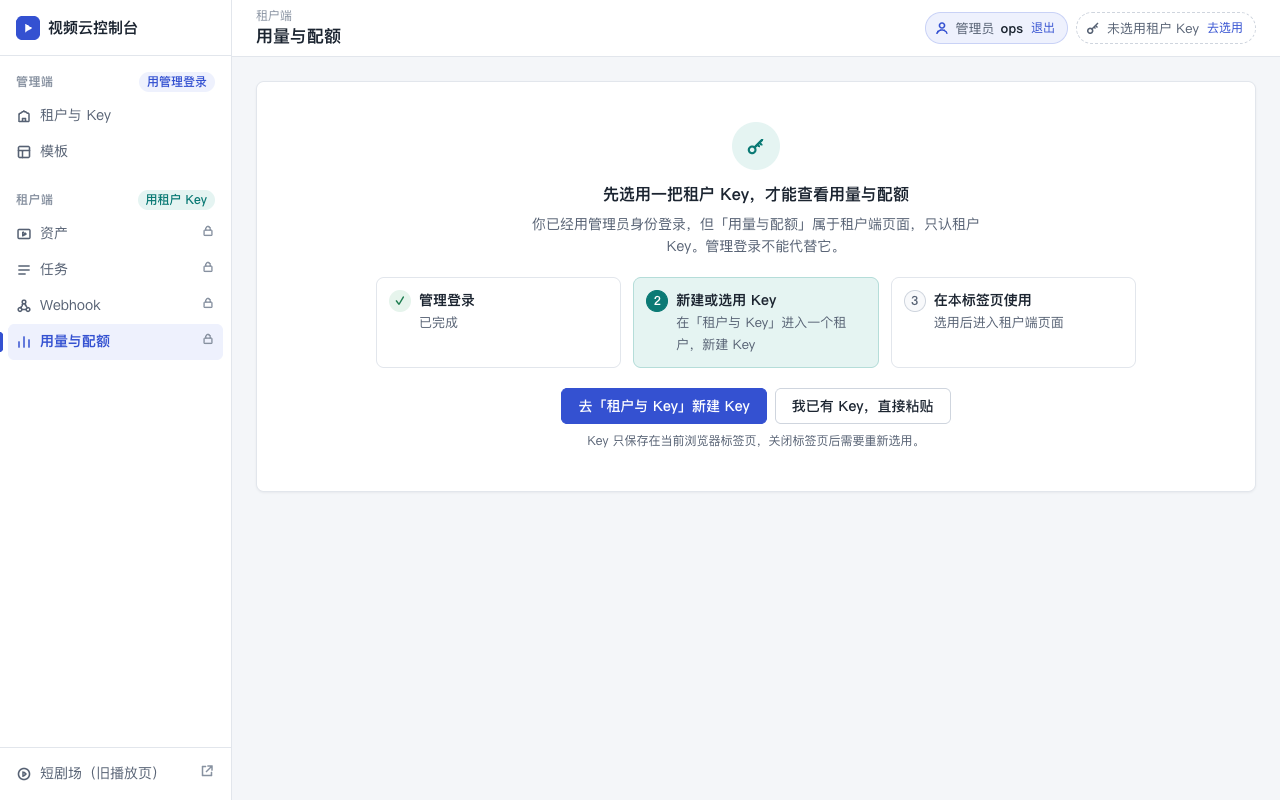 视频云控制台
管理端
用管理登录
租户与 Key
模板
租户端
用租户 Key
资产
任务
Webhook
用量与配额
短剧场（旧播放页）
租户端
用量与配额
管理员 ops 退出
未选用租户 Key 去选用
先选用一把租户 Key，才能查看用量与配额
你已经用管理员身份登录，但「用量与配额」属于租户端页面，只认租户
Key。管理登录不能代替它。
管理登录
已完成
2 新建或选用 Key
在「租户与 Key」进入一个租
户，新建 Key
3 在本标签页使用
选用后进入租户端页面
去「租户与 Key」新建 Key
我已有 Key，直接粘贴
Key 只保存在当前浏览器标签页，关闭标签页后需要重新选用。